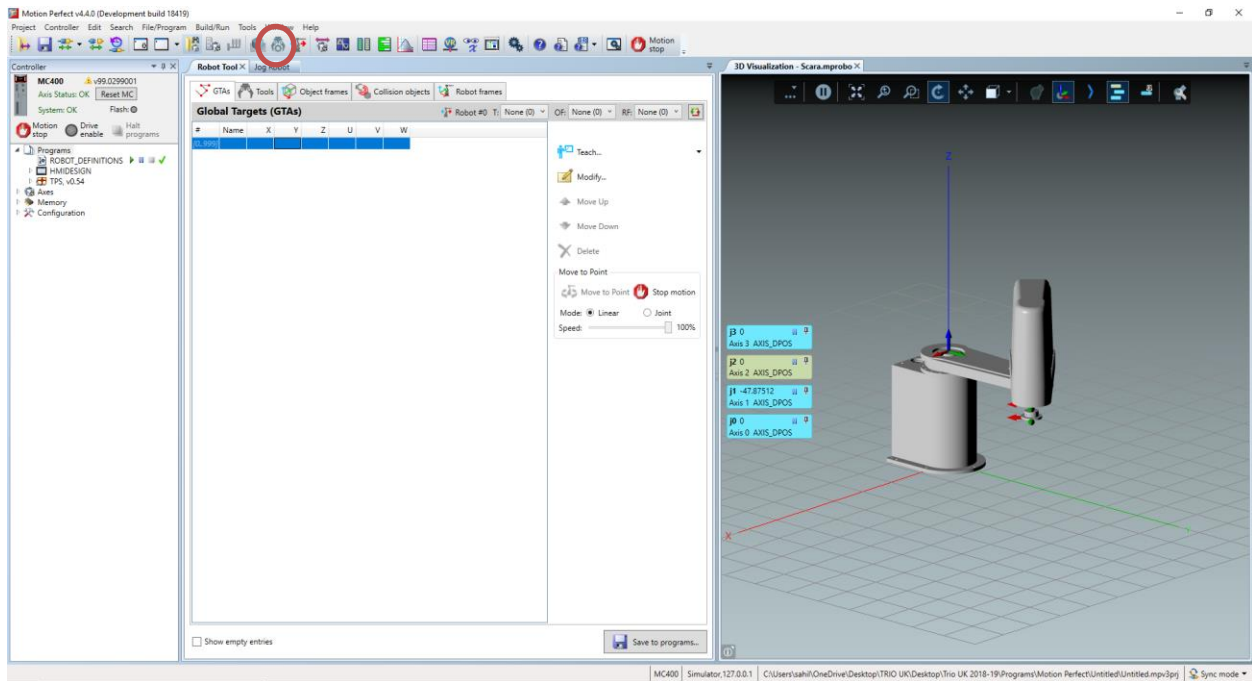 Motion Perfect v4.4.0 (Development build 18419)
Project Controller Edit Search File/Program Build/Run Tools Help
Motion stop
Controller
MC400 v99.0299001
Axis Status: OK Reset MC
System: OK Flash:
Motion stop Drive enable Halt programs
Programs
ROBOT_DEFINITIONS
HMIDESIGN
TPS, v0.54
Axes
Memory
Configuration
Robot Tool Jog Robot
GTAs Tools Object frames Collision objects Robot frames
Global Targets (GTAs) Robot #0 T: None (0) OF: None (0) RF: None (0)
# Name X Y Z U V W
[0, 999]
Teach...
Modify...
Move Up
Move Down
Delete
Move to Point
Move to Point Stop motion
Mode: Linear Joint
Speed: 100%
Show empty entries
Save to programs...
3D Visualization - Scara.mprobo
Z
X
j3 0
Axis 3 AXIS_DPOS
j2 0
Axis 2 AXIS_DPOS
j1 -47.87512
Axis 1 AXIS_DPOS
j0 0
Axis 0 AXIS_DPOS
MC400 Simulator,127.0.0.1 C:\Users\sahil\OneDrive\Desktop\TRIO UK\Desktop\Trio UK 2018-19\Programs\Motion Perfect\Untitled\Untitled.mpv3prj Sync mode